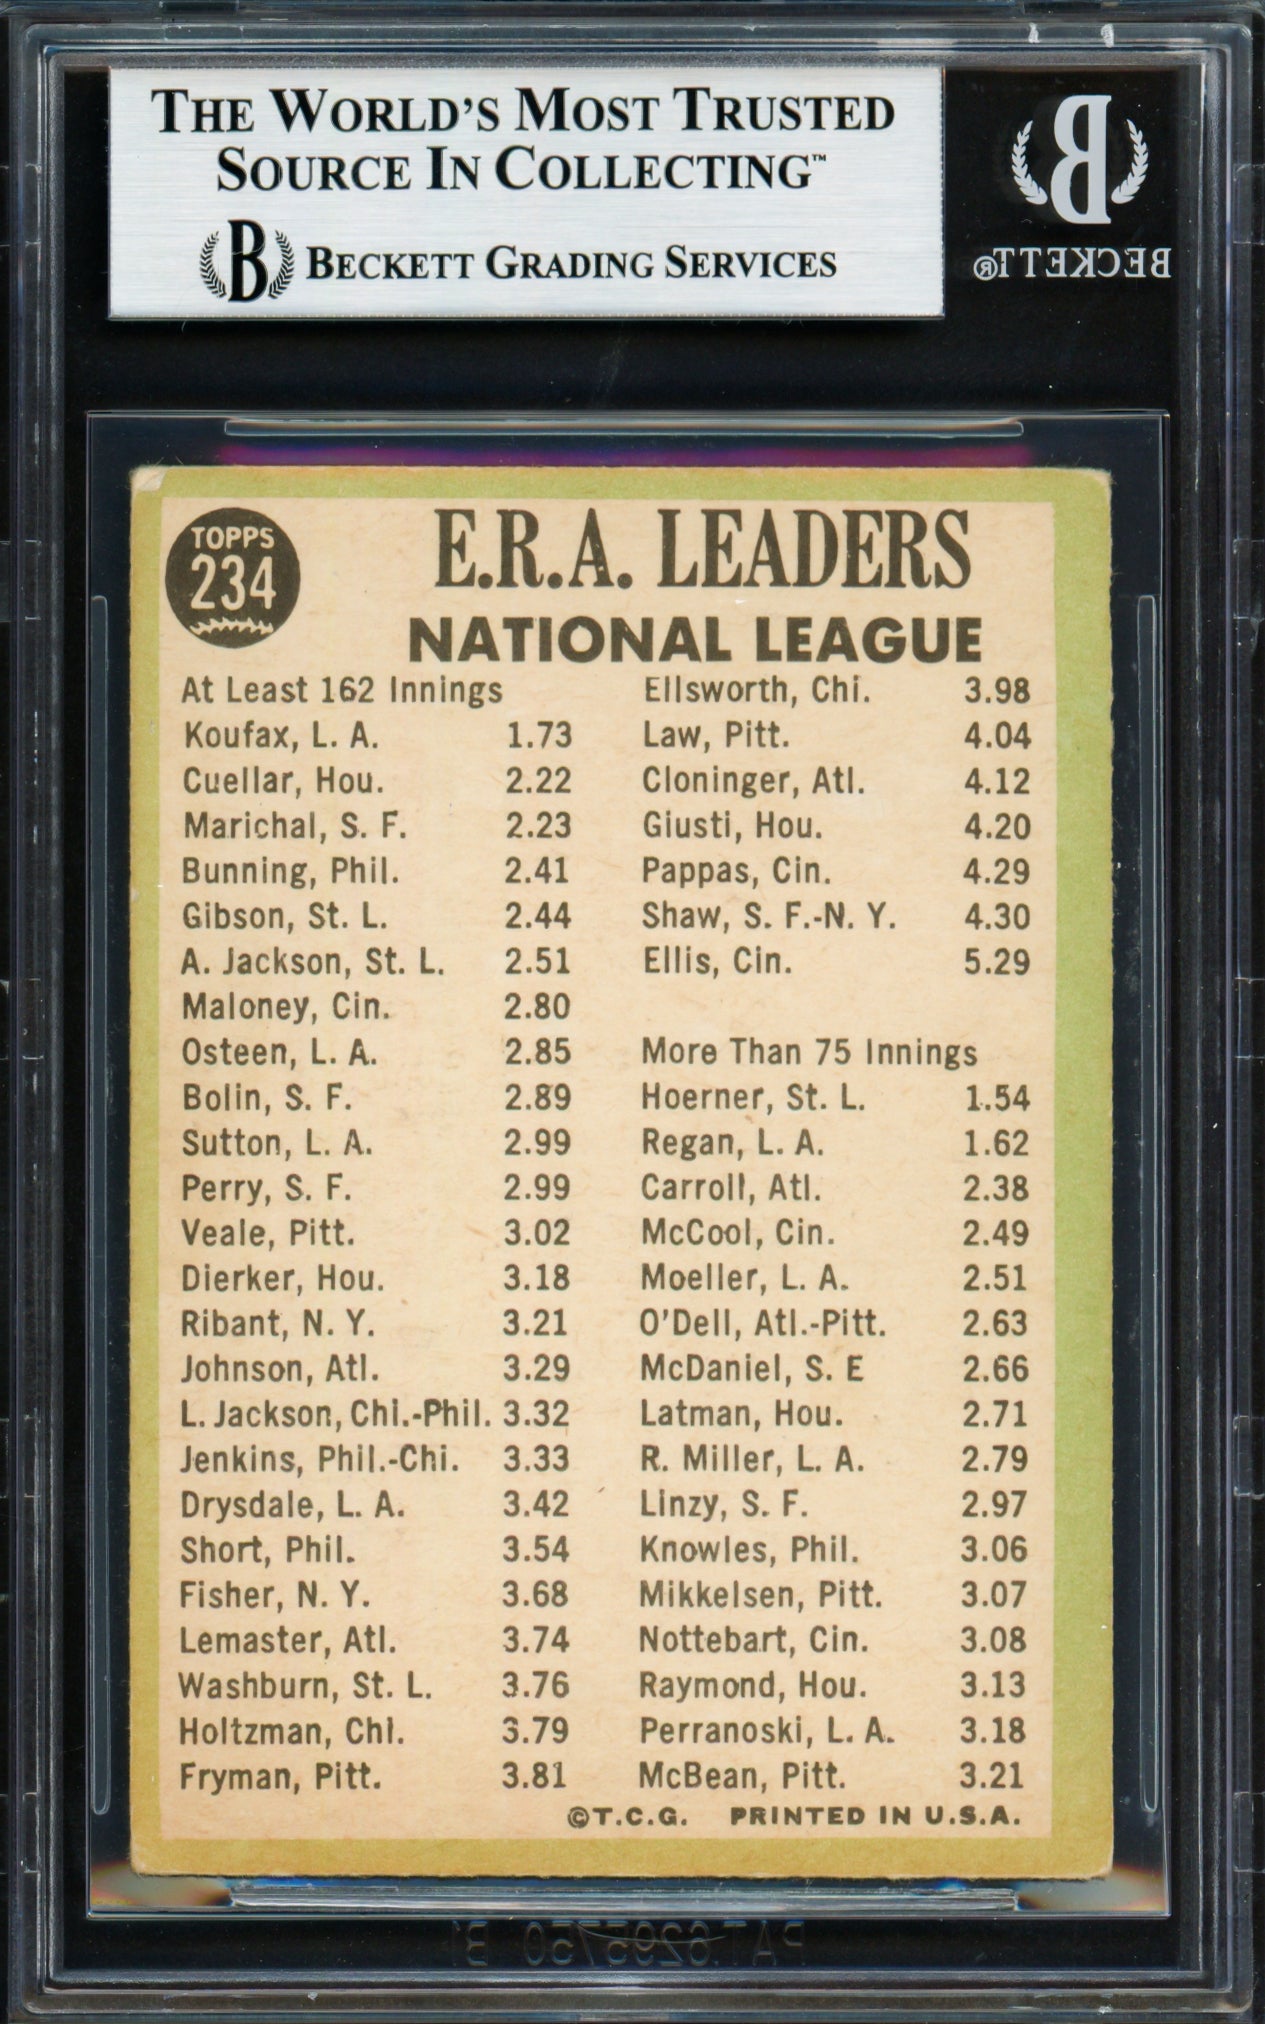 THE WORLD'S MOST TRUSTED
SOURCE IN COLLECTING™
B BECKETT GRADING SERVICES
B
BECKETT®
TOPPS
234
E.R.A. LEADERS
NATIONAL LEAGUE
At Least 162 Innings
Koufax, L. A. 1.73
Cuellar, Hou. 2.22
Marichal, S. F. 2.23
Bunning, Phil. 2.41
Gibson, St. L. 2.44
A. Jackson, St. L. 2.51
Maloney, Cin. 2.80
Osteen, L. A. 2.85
Bolin, S. F. 2.89
Sutton, L. A. 2.99
Perry, S. F. 2.99
Veale, Pitt. 3.02
Dierker, Hou. 3.18
Ribant, N. Y. 3.21
Johnson, Atl. 3.29
L. Jackson, Chi.-Phil. 3.32
Jenkins, Phil.-Chi. 3.33
Drysdale, L. A. 3.42
Short, Phil. 3.54
Fisher, N. Y. 3.68
Lemaster, Atl. 3.74
Washburn, St. L. 3.76
Holtzman, Chi. 3.79
Fryman, Pitt. 3.81
Ellsworth, Chi. 3.98
Law, Pitt. 4.04
Cloninger, Atl. 4.12
Giusti, Hou. 4.20
Pappas, Cin. 4.29
Shaw, S. F.-N. Y. 4.30
Ellis, Cin. 5.29
More Than 75 Innings
Hoerner, St. L. 1.54
Regan, L. A. 1.62
Carroll, Atl. 2.38
McCool, Cin. 2.49
Moeller, L. A. 2.51
O'Dell, Atl.-Pitt. 2.63
McDaniel, S. F 2.66
Latman, Hou. 2.71
R. Miller, L. A. 2.79
Linzy, S. F. 2.97
Knowles, Phil. 3.06
Mikkelsen, Pitt. 3.07
Nottebart, Cin. 3.08
Raymond, Hou. 3.13
Perranoski, L. A. 3.18
McBean, Pitt. 3.21
©T.C.G. PRINTED IN U.S.A.
PAT.6295750 B1